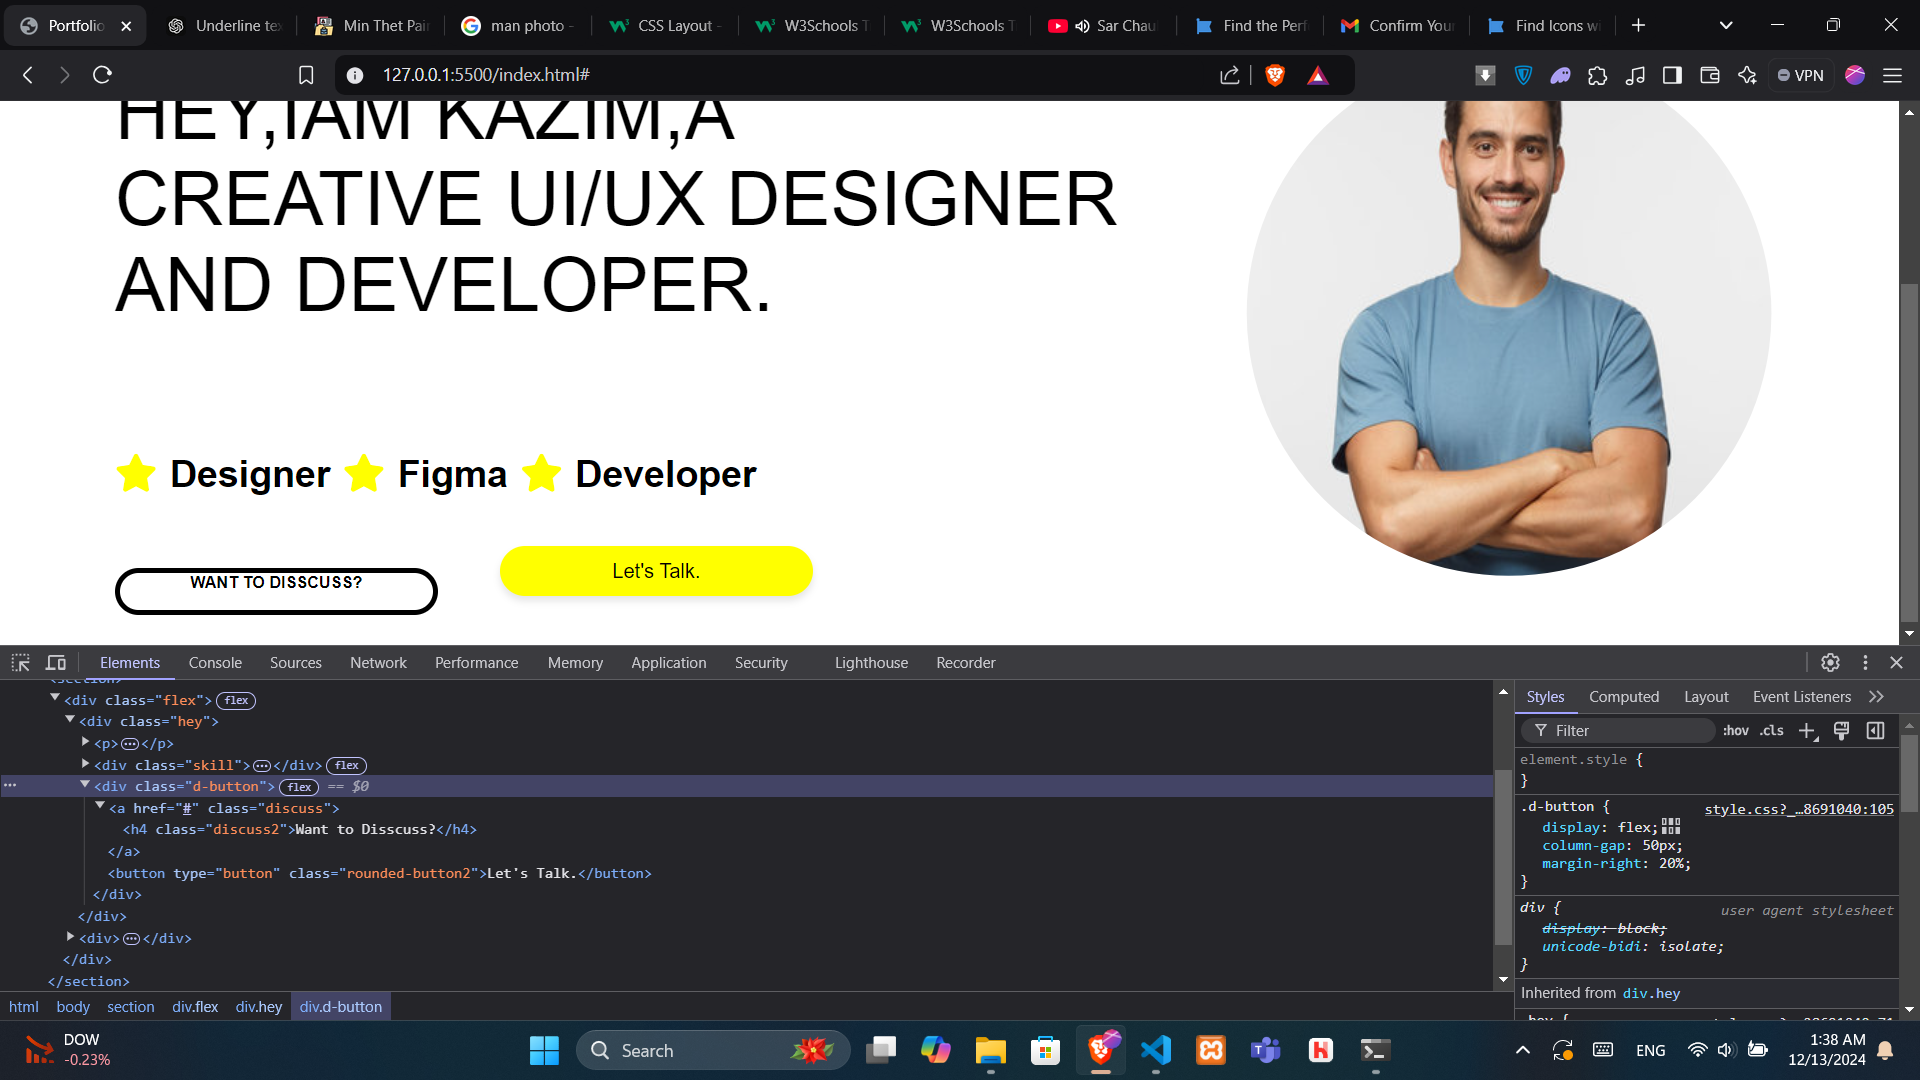 Portfolio
Underline tex
Min Thet Pai
man photo -
CSS Layout -
W3Schools T
W3Schools T
Sar Chau
Find the Perf
Confirm Your
Find Icons wi
127.0.0.1:5500/index.html#
VPN
HEY,IAM KAZIM,A
CREATIVE UI/UX DESIGNER
AND DEVELOPER.
Designer Figma Developer
WANT TO DISSCUSS?
Let's Talk.
Elements Console Sources Network Performance Memory Application Security Lighthouse Recorder
<section>
<div class="flex"> flex
<div class="hey">
<p>…</p>
<div class="skill">…</div> flex
<div class="d-button"> flex == $0
<a href="#" class="discuss">
<h4 class="discuss2">Want to Disscuss?</h4>
</a>
<button type="button" class="rounded-button2">Let's Talk.</button>
</div>
</div>
<div>…</div>
</div>
</section>
html body section div.flex div.hey div.d-button
Styles Computed Layout Event Listeners
Filter :hov .cls
element.style {
}
.d-button { style.css?_…8691040:105
display: flex;
column-gap: 50px;
margin-right: 20%;
}
div { user agent stylesheet
display: block;
unicode-bidi: isolate;
}
Inherited from div.hey
DOW
-0.23%
Search
ENG
1:38 AM
12/13/2024